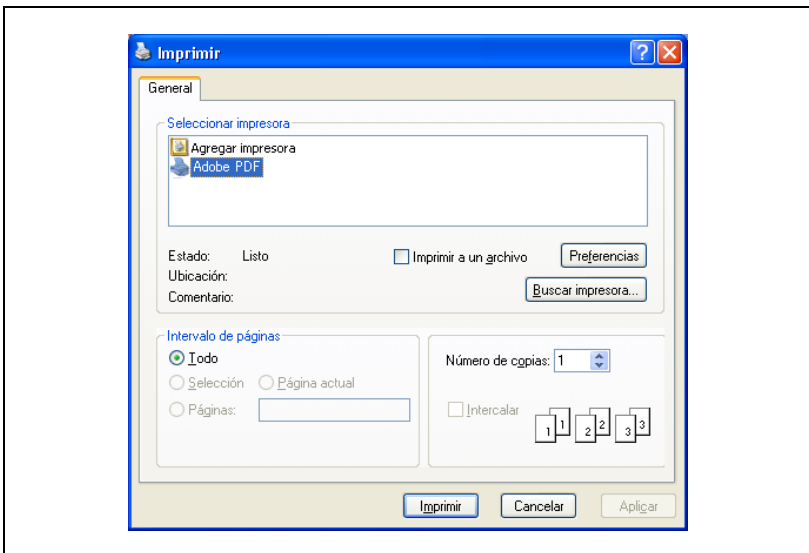 Imprimir
General
Seleccionar impresora
Agregar impresora
Adobe PDF
Estado: Listo
Imprimir a un archivo
Preferencias
Ubicación:
Buscar impresora...
Comentario:
Intervalo de páginas
Todo
Selección Página actual
Páginas:
Número de copias: 1
Intercalar
1 1 2 2 3 3
Imprimir Cancelar Aplicar